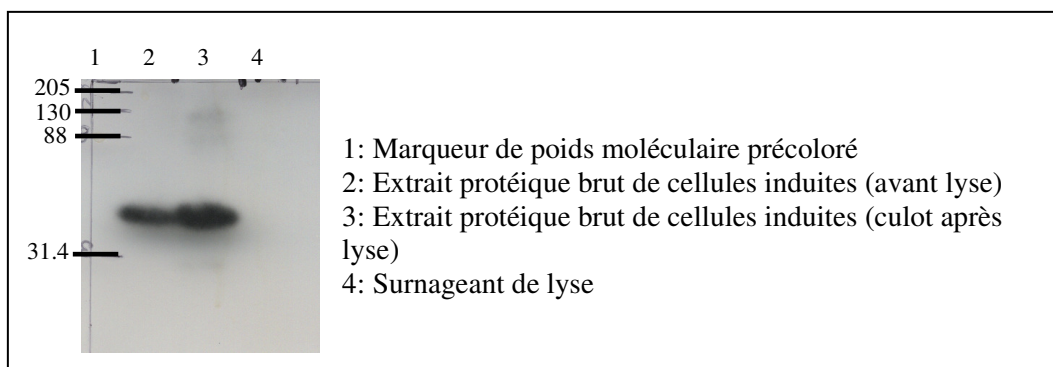 1 2 3 4
205
130
88
31.4
1: Marqueur de poids moléculaire précoloré
2: Extrait protéique brut de cellules induites (avant lyse)
3: Extrait protéique brut de cellules induites (culot après
lyse)
4: Surnageant de lyse